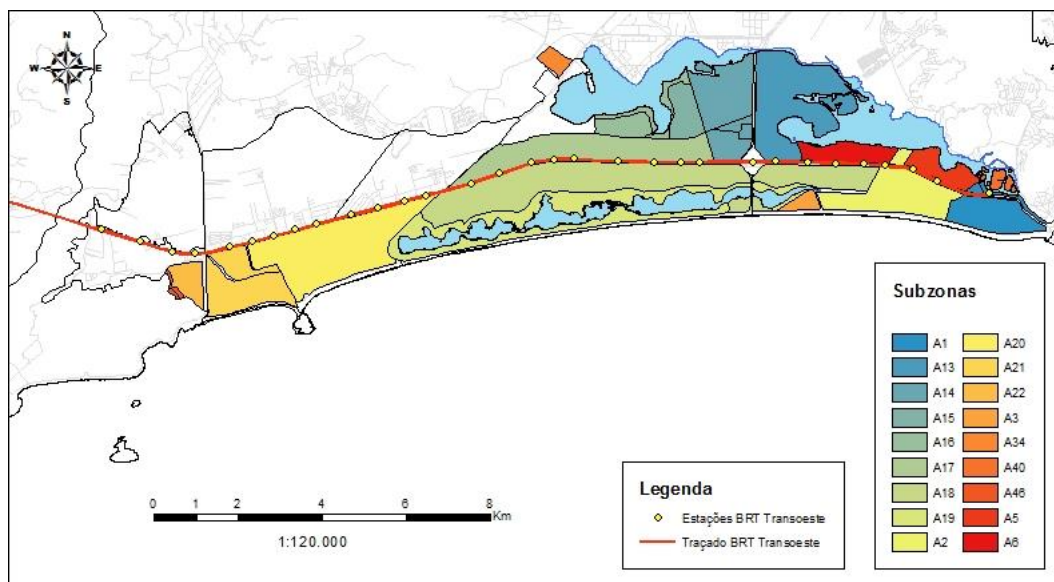 N
W E
S
Subzonas
A1 A20
A13 A21
A14 A22
A15 A3
A16 A34
A17 A40
A18 A46
A19 A5
A2 A6
Legenda
Estações BRT Transoeste
Traçado BRT Transoeste
0 1 2 4 6 8
Km
1:120.000